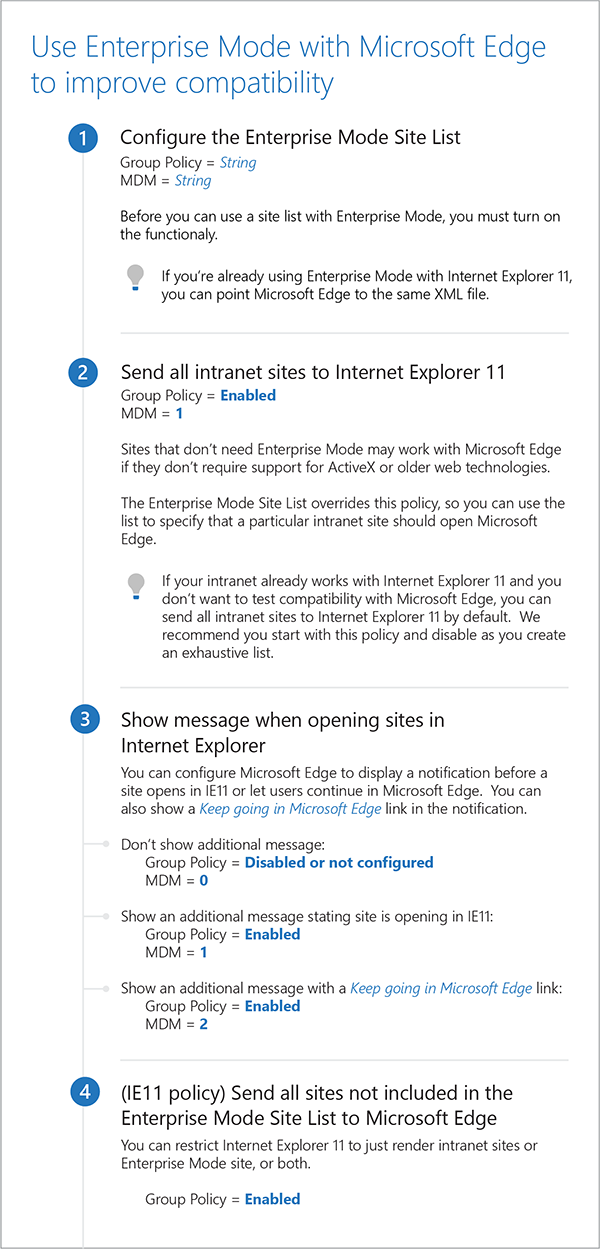 Use Enterprise Mode with Microsoft Edge
to improve compatibility
1
Configure the Enterprise Mode Site List
Group Policy = String
MDM = String
Before you can use a site list with Enterprise Mode, you must turn on
the functionaly.
If you’re already using Enterprise Mode with Internet Explorer 11,
you can point Microsoft Edge to the same XML file.
2
Send all intranet sites to Internet Explorer 11
Group Policy = Enabled
MDM = 1
Sites that don’t need Enterprise Mode may work with Microsoft Edge
if they don’t require support for ActiveX or older web technologies.
The Enterprise Mode Site List overrides this policy, so you can use the
list to specify that a particular intranet site should open Microsoft
Edge.
If your intranet already works with Internet Explorer 11 and you
don’t want to test compatibility with Microsoft Edge, you can
send all intranet sites to Internet Explorer 11 by default.  We
recommend you start with this policy and disable as you create
an exhaustive list.
3
Show message when opening sites in
Internet Explorer
You can configure Microsoft Edge to display a notification before a
site opens in IE11 or let users continue in Microsoft Edge.  You can
also show a Keep going in Microsoft Edge link in the notification.
Don’t show additional message:
Group Policy = Disabled or not configured
MDM = 0
Show an additional message stating site is opening in IE11:
Group Policy = Enabled
MDM = 1
Show an additional message with a Keep going in Microsoft Edge link:
Group Policy = Enabled
MDM = 2
4
(IE11 policy) Send all sites not included in the
Enterprise Mode Site List to Microsoft Edge
You can restrict Internet Explorer 11 to just render intranet sites or
Enterprise Mode site, or both.
Group Policy = Enabled